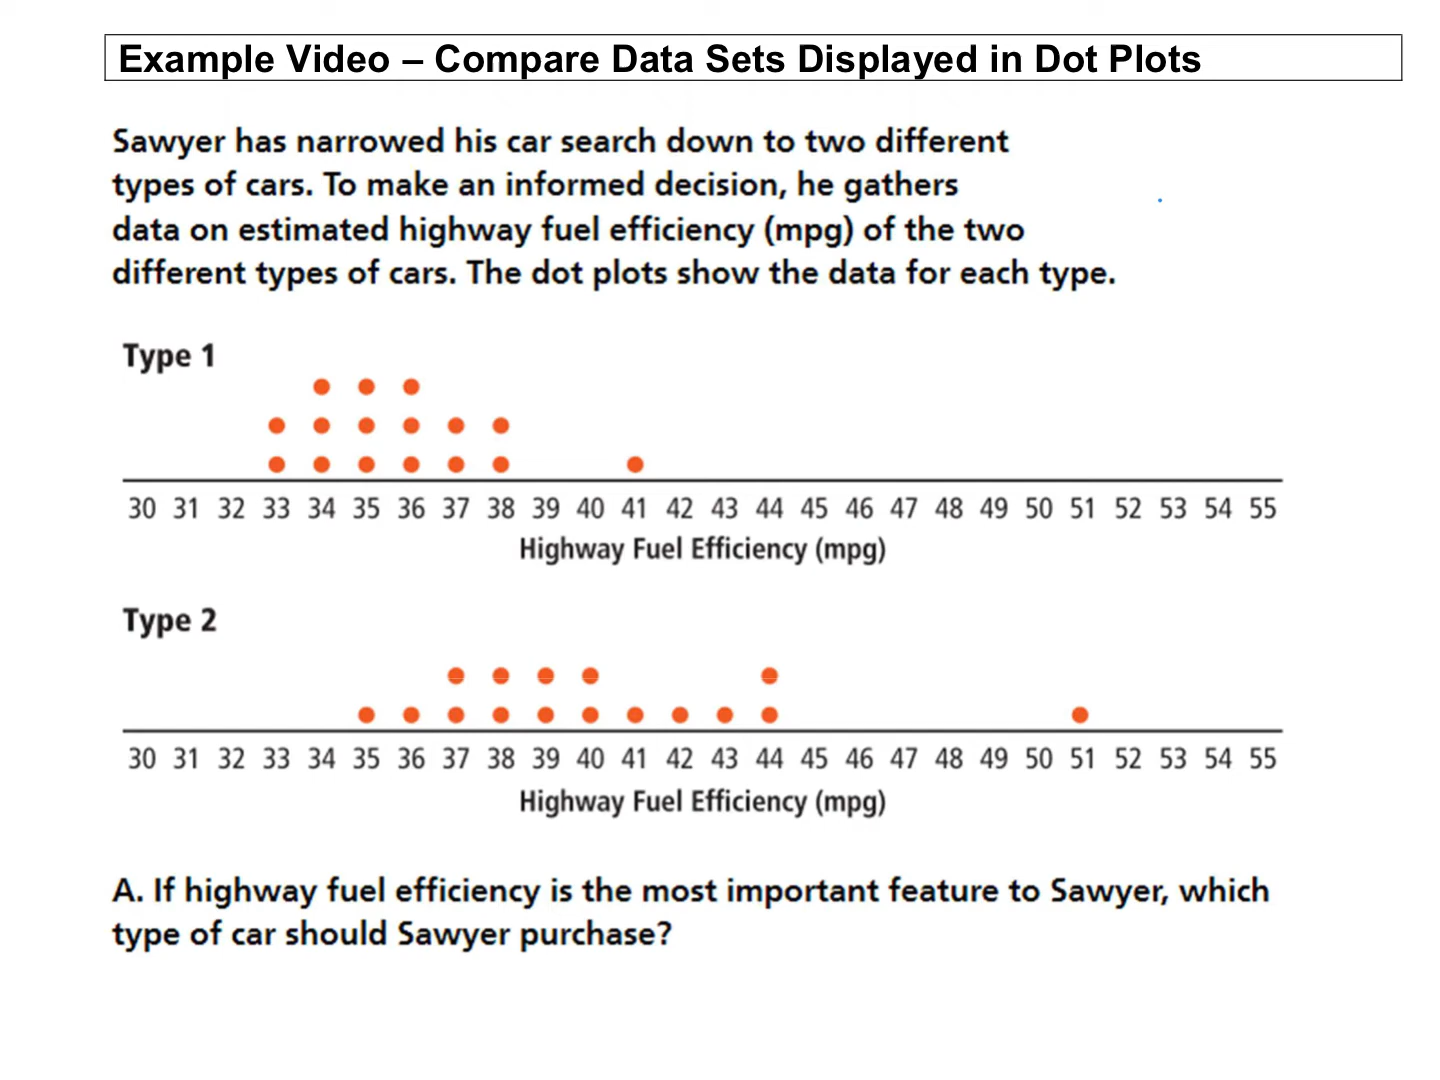 Example Video – Compare Data Sets Displayed in Dot Plots
Sawyer has narrowed his car search down to two different
types of cars. To make an informed decision, he gathers
data on estimated highway fuel efficiency (mpg) of the two
different types of cars. The dot plots show the data for each type.
Type 1
30 31 32 33 34 35 36 37 38 39 40 41 42 43 44 45 46 47 48 49 50 51 52 53 54 55
Highway Fuel Efficiency (mpg)
Type 2
30 31 32 33 34 35 36 37 38 39 40 41 42 43 44 45 46 47 48 49 50 51 52 53 54 55
Highway Fuel Efficiency (mpg)
A. If highway fuel efficiency is the most important feature to Sawyer, which
type of car should Sawyer purchase?